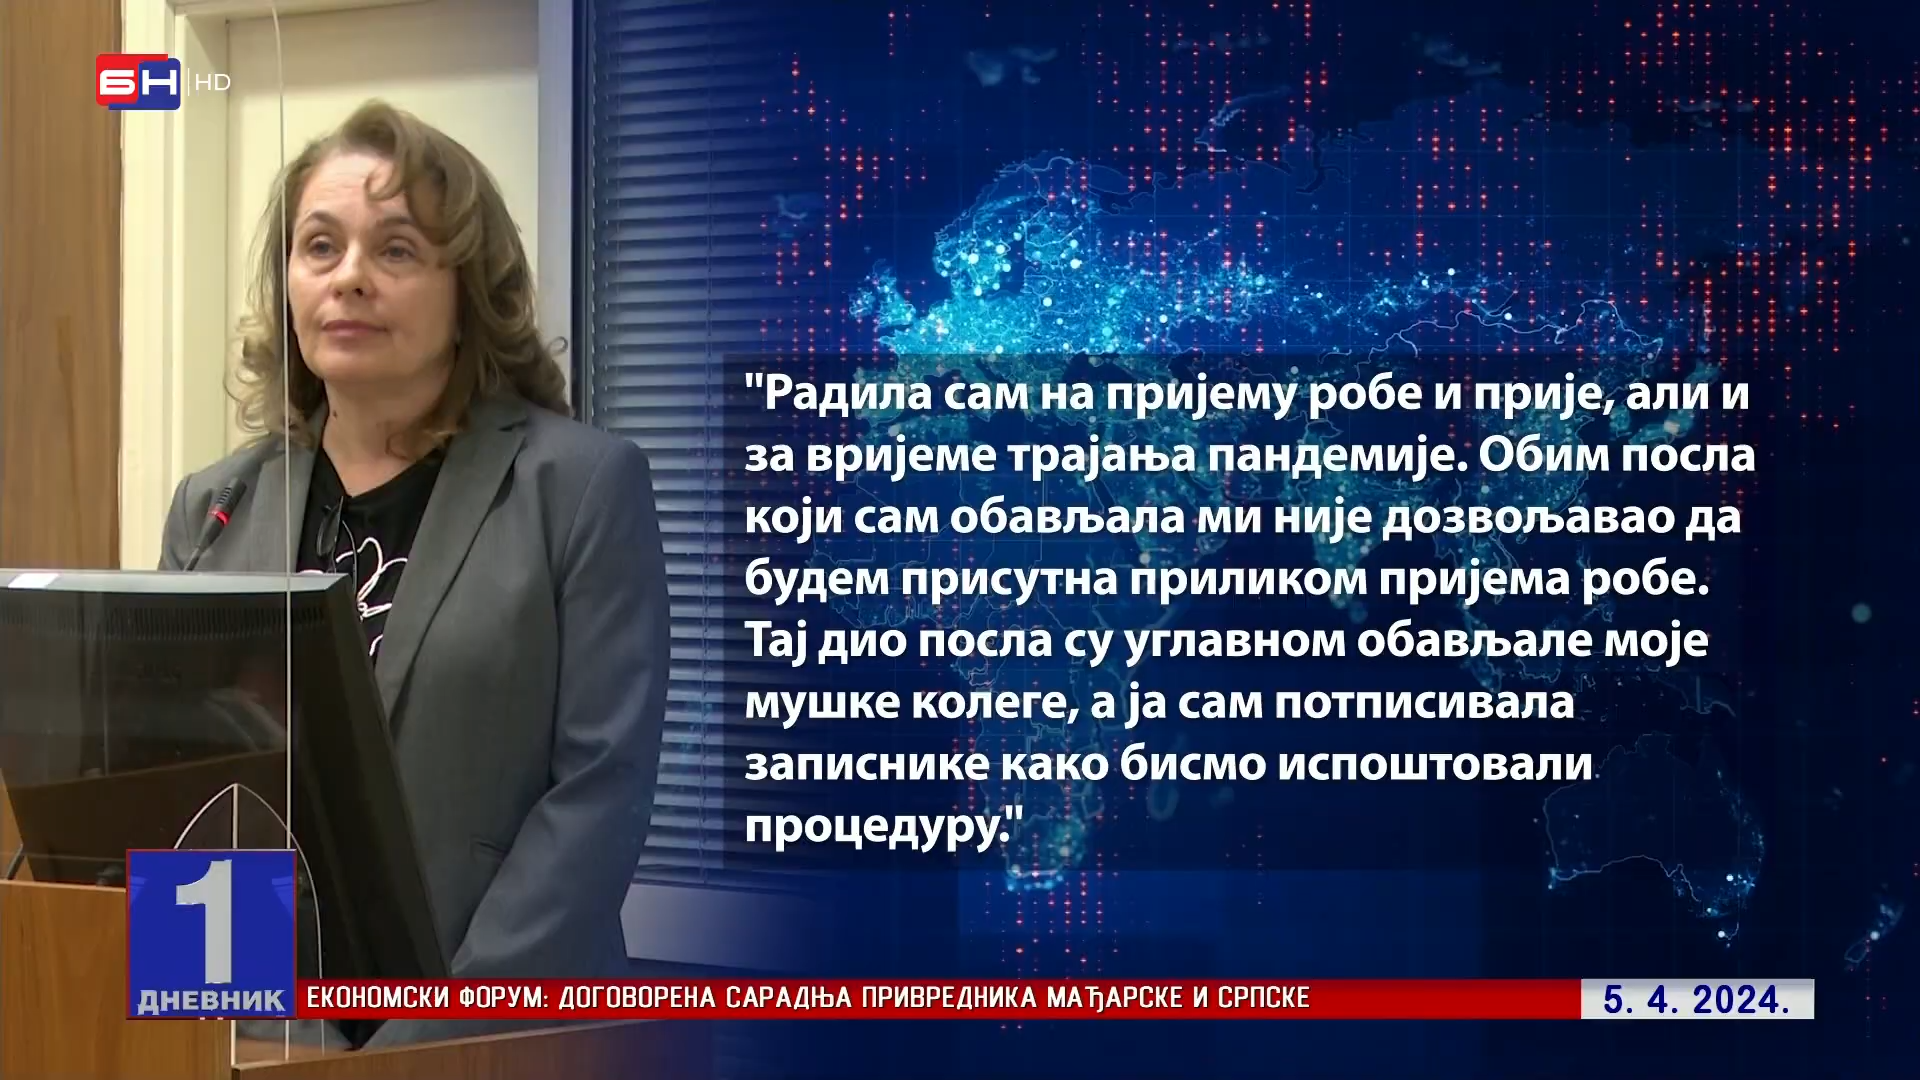 БН HD
"Радила сам на пријему робе и прије, али и
за вријеме трајања пандемије. Обим посла
који сам обављала ми није дозвољавао да
будем присутна приликом пријема робе.
Тај дио посла су углавном обављале моје
мушке колеге, а ја сам потписивала
записнике како бисмо испоштовали
процедуру."
1
ДНЕВНИК
ЕКОНОМСКИ ФОРУМ: ДОГОВОРЕНА САРАДЊА ПРИВРЕДНИКА МАЂАРСКЕ И СРПСКЕ
5. 4. 2024.